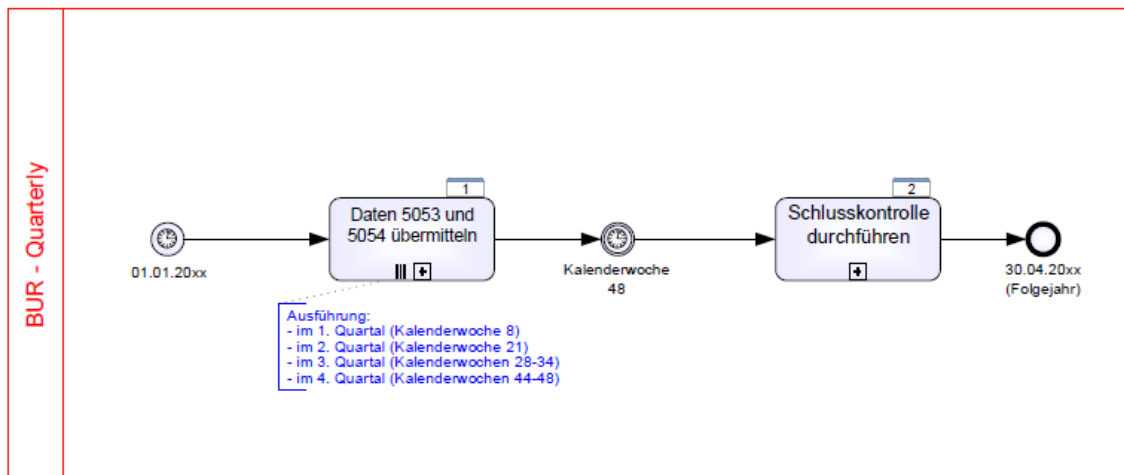 BUR - Quarterly
01.01.20xx
1
Daten 5053 und
5054 übermitteln
Ausführung:
- im 1. Quartal (Kalenderwoche 8)
- im 2. Quartal (Kalenderwoche 21)
- im 3. Quartal (Kalenderwochen 28-34)
- im 4. Quartal (Kalenderwochen 44-48)
Kalenderwoche
48
2
Schlusskontrolle
durchführen
30.04.20xx
(Folgejahr)